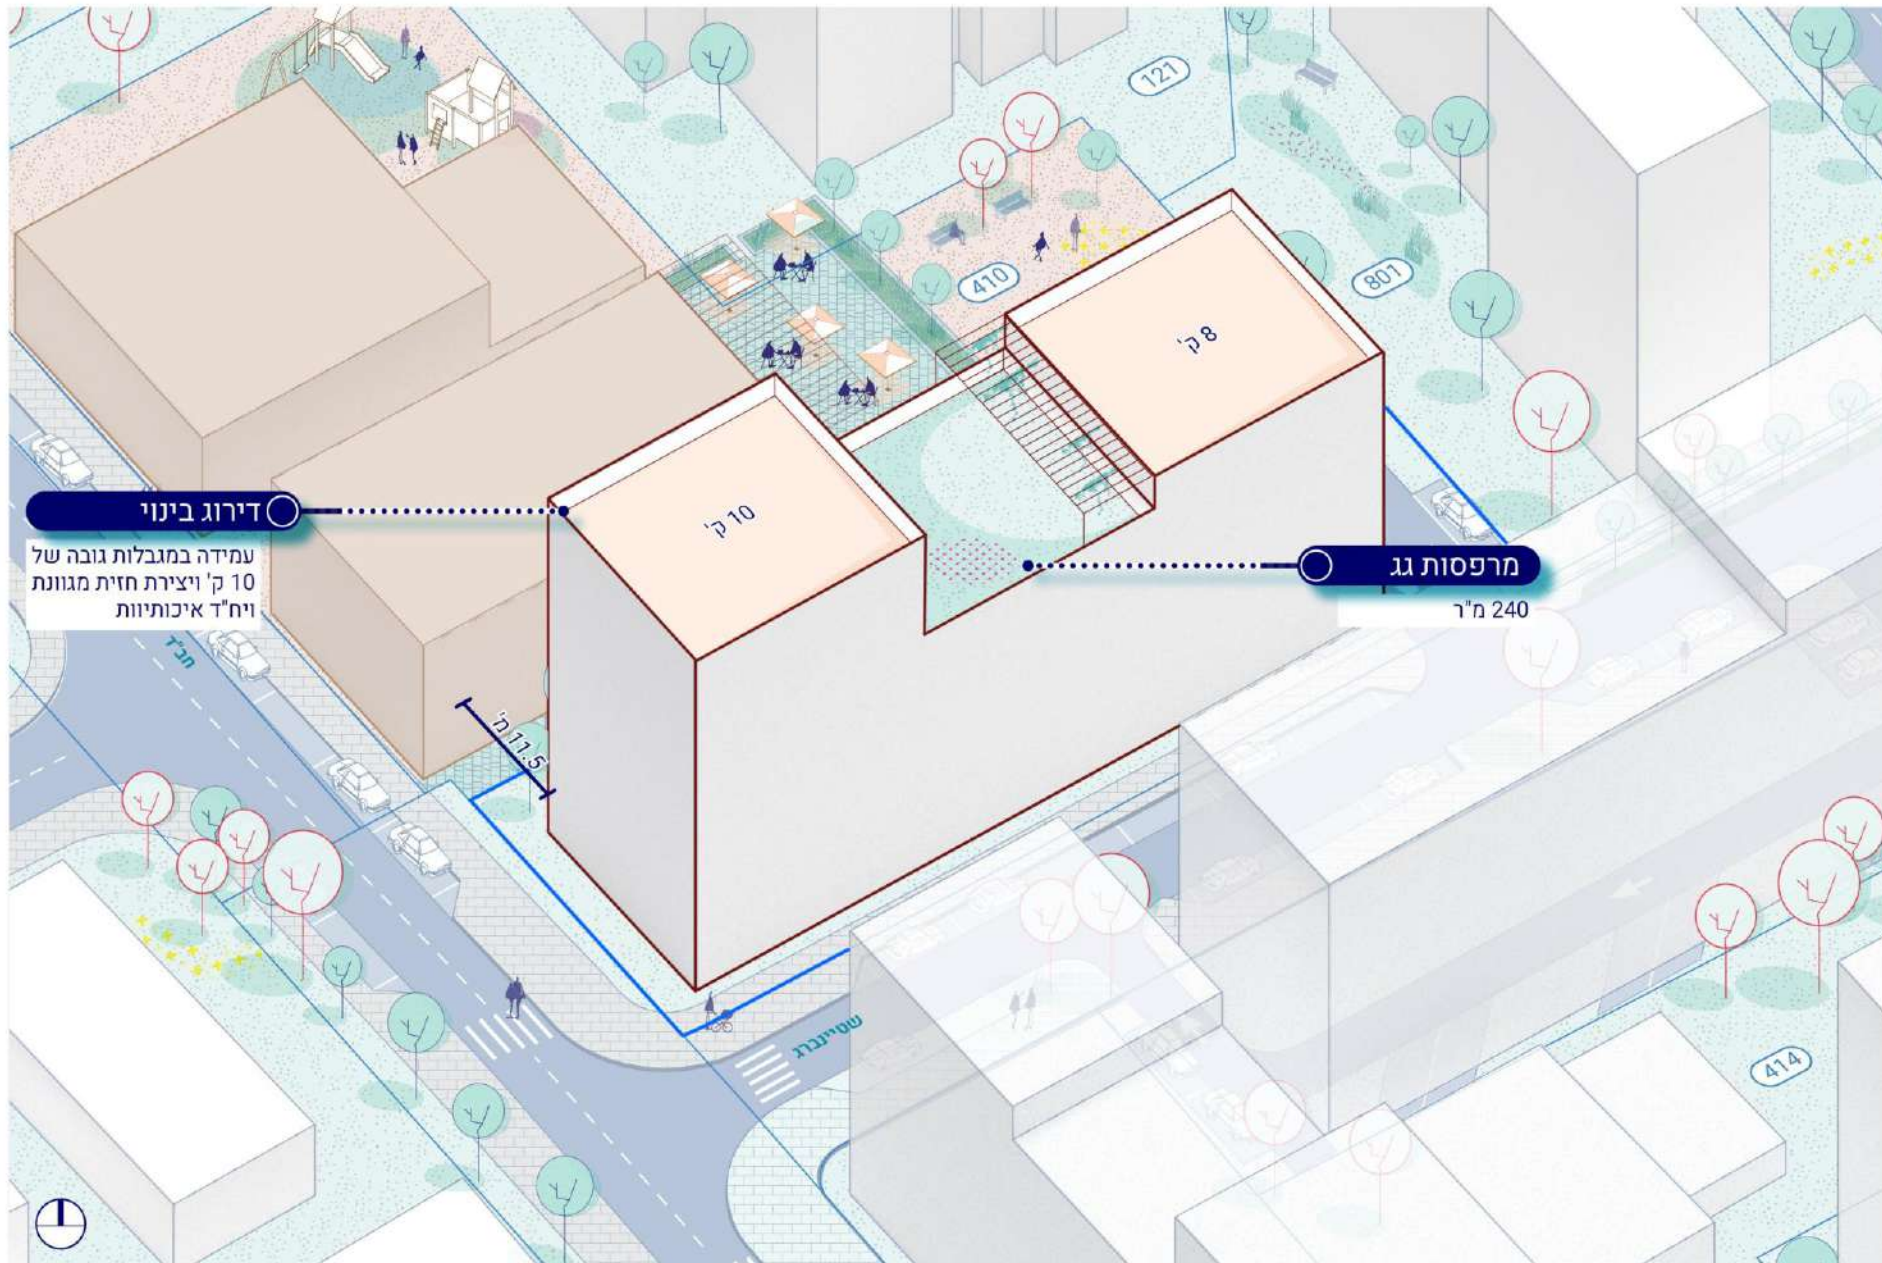 121
801
410
8 ק'
10 ק'
דירוג בינוי
עמידה במגבלות גובה של
10 ק' ויצירת חזית מגוונת
ויח"ד איכותיוות
מרפסות גג
240 מ"ר
חב"ד
11.5 מ'
שטיינברג
414